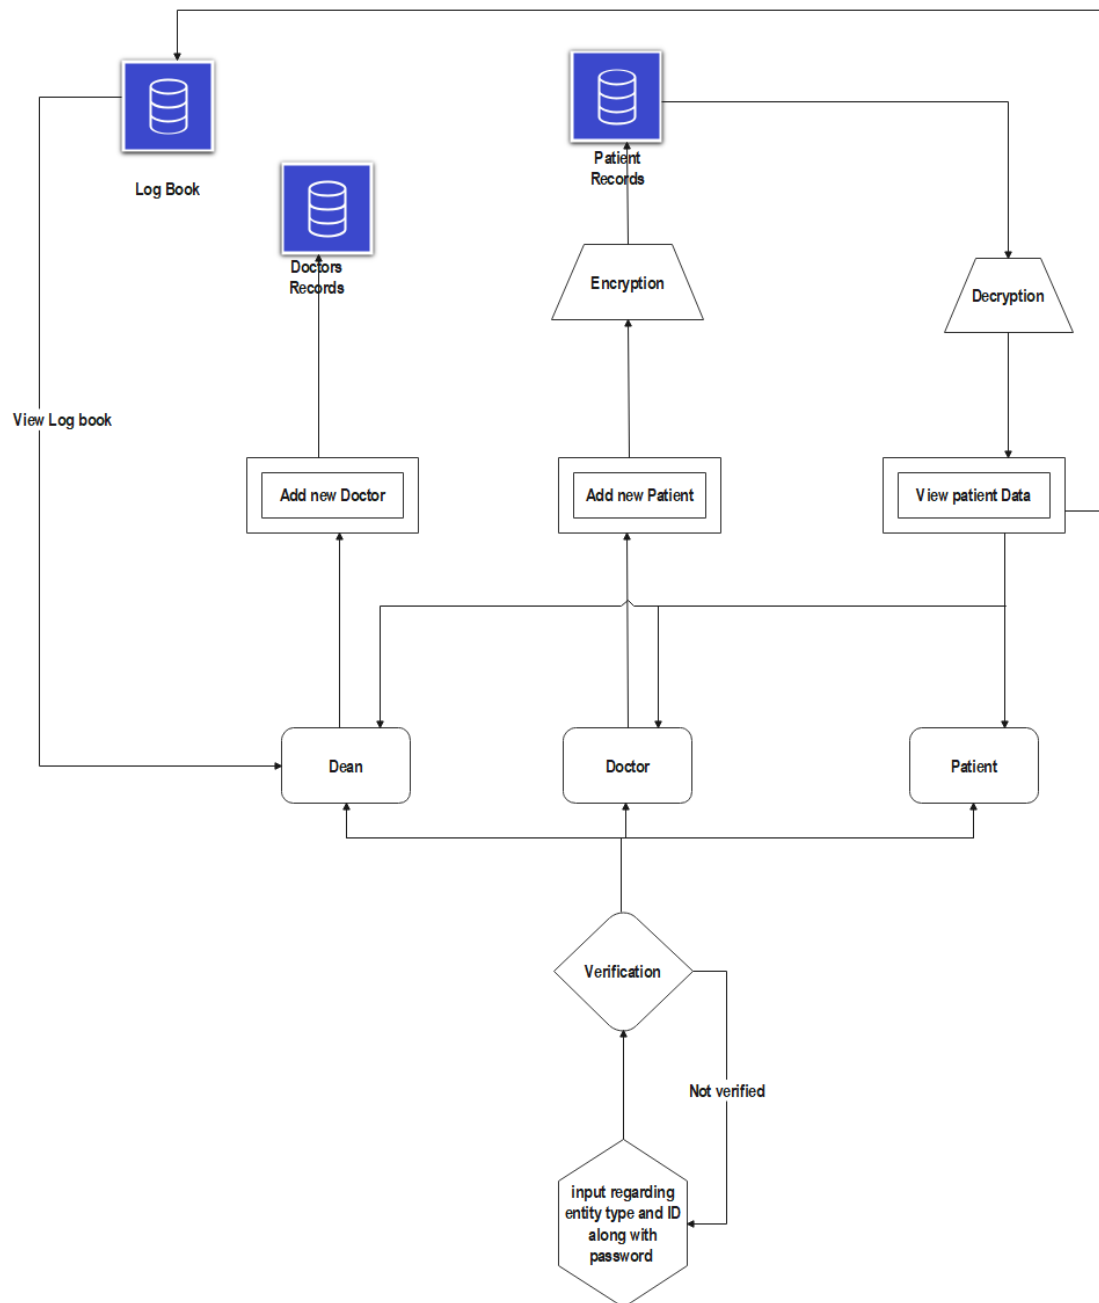 Log Book
Patient
Records
Doctors
Records
Encryption
Decryption
View Log book
Add new Doctor
Add new Patient
View patient Data
Dean
Doctor
Patient
Verification
Not verified
input regarding
entity type and ID
along with
password